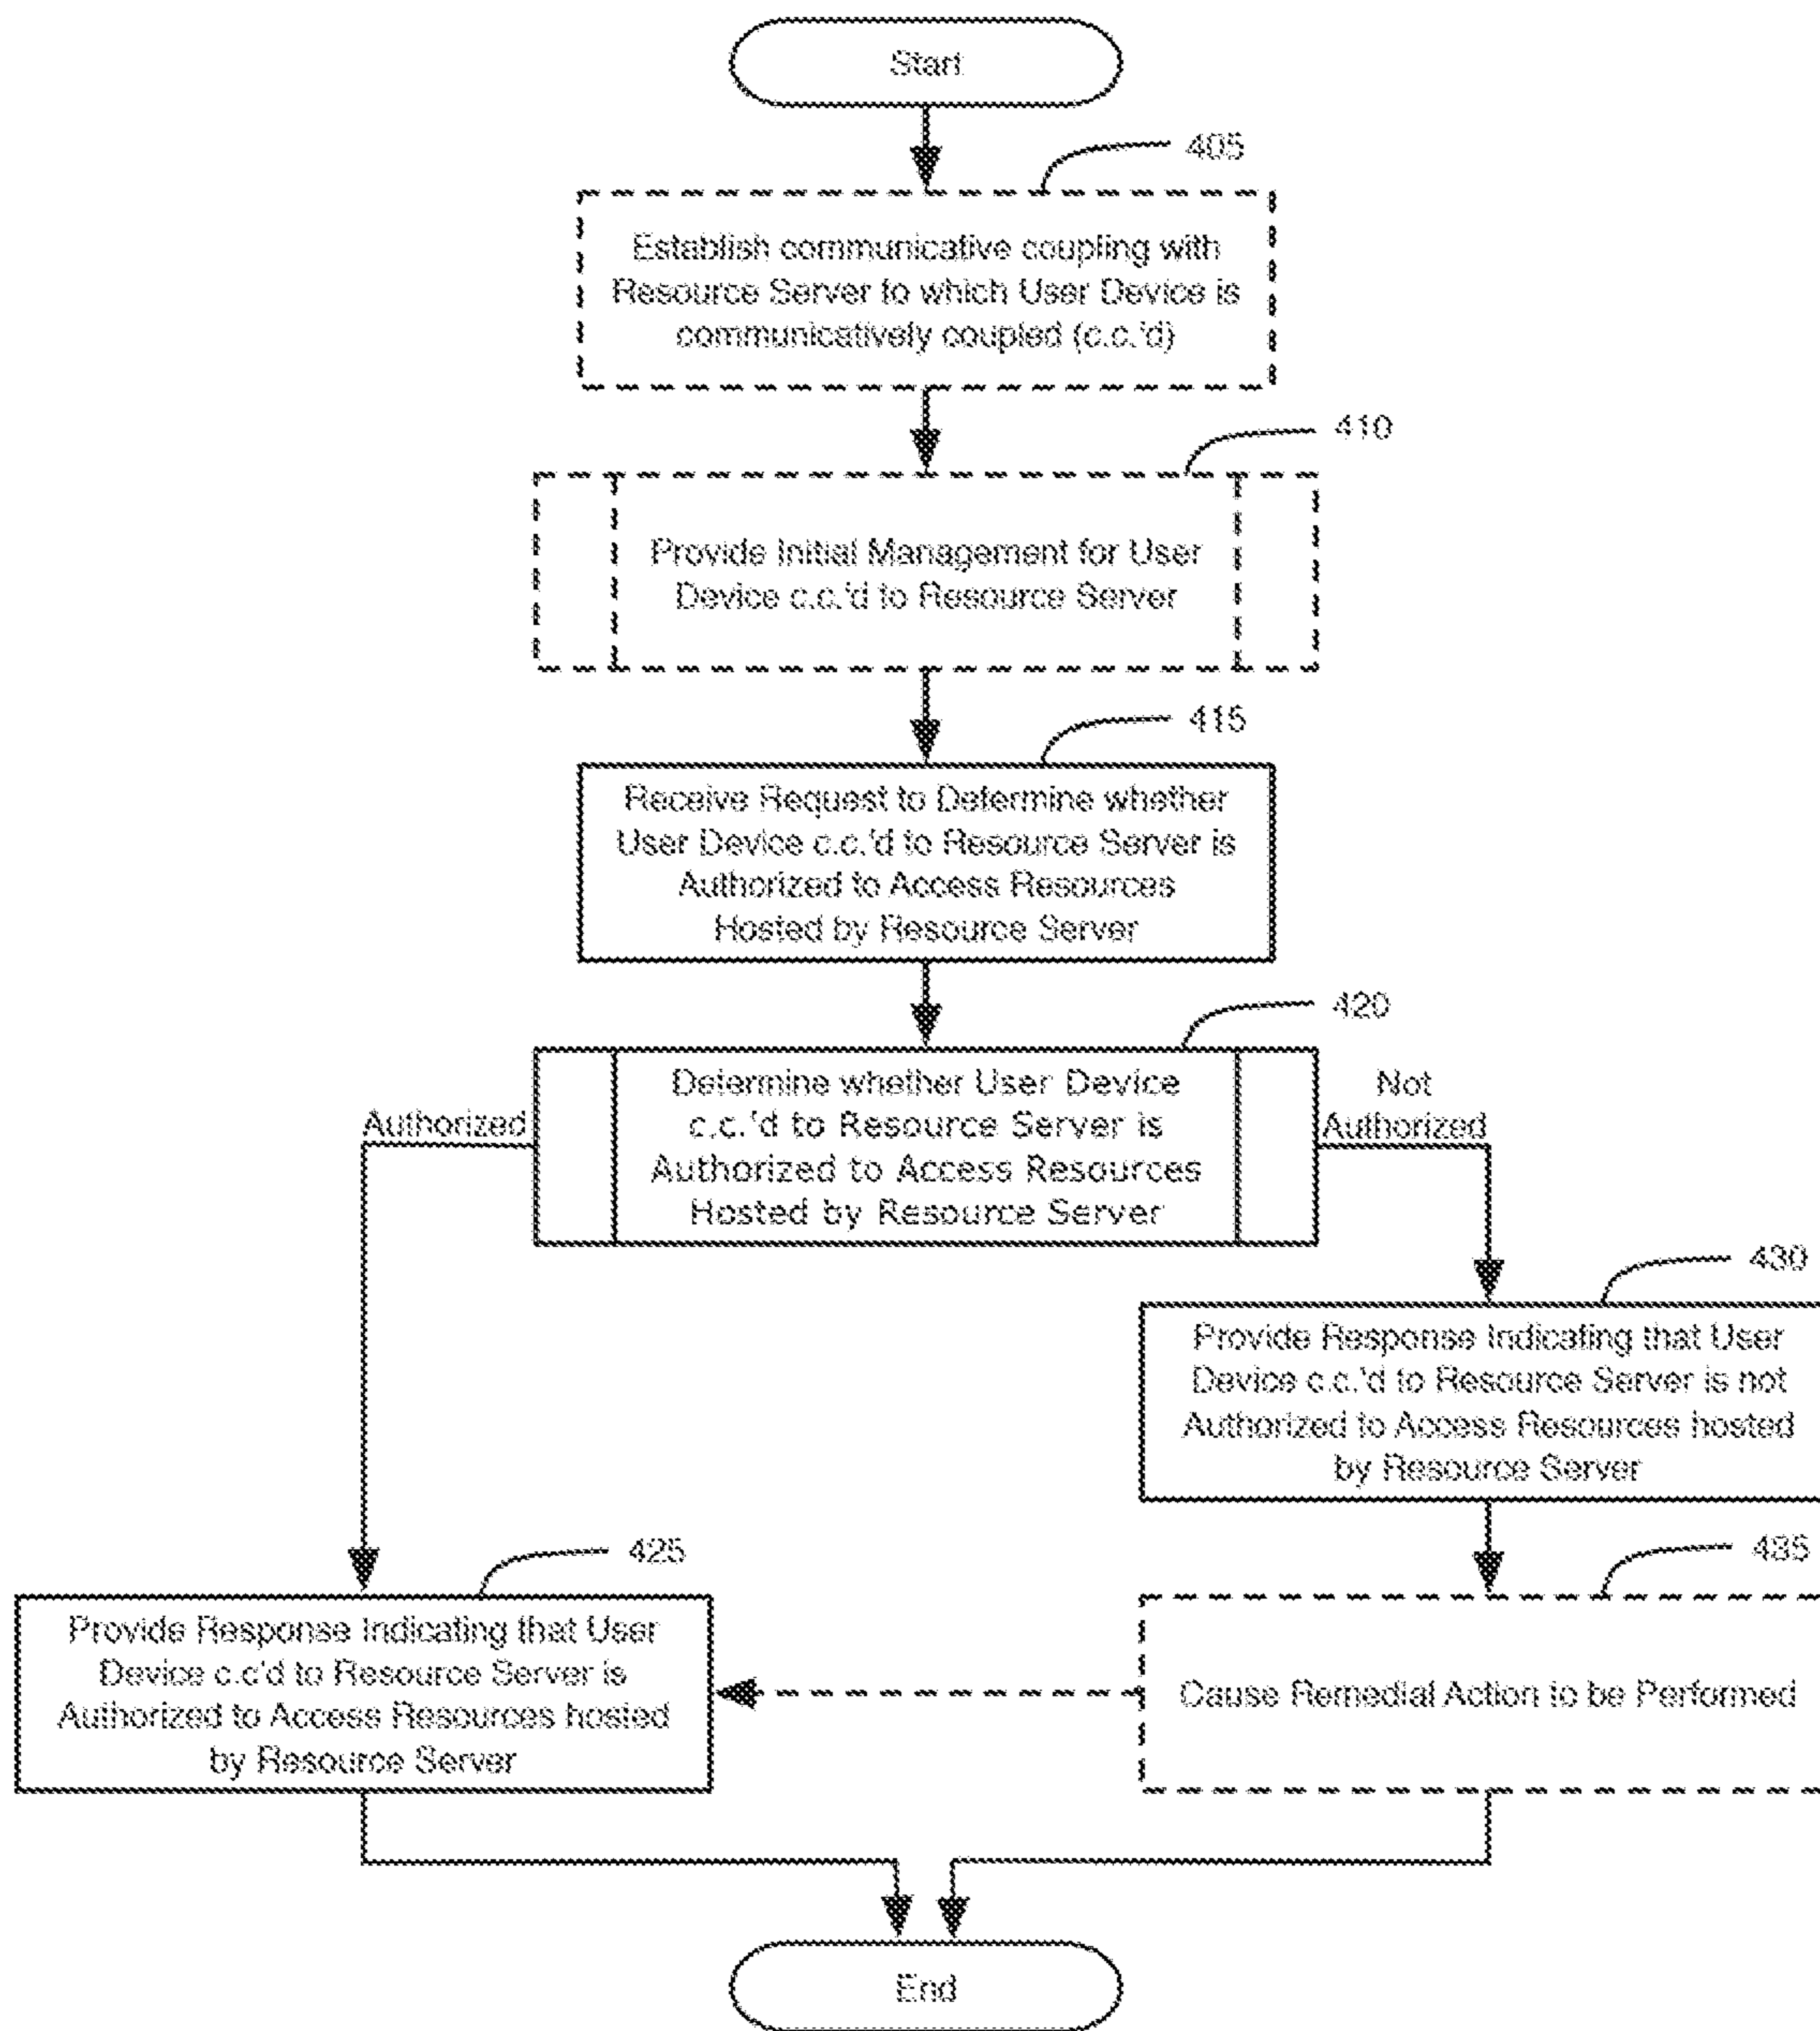 Start
405
Establish communicative coupling with
Resource Server to which User Device is
communicatively coupled (c.c.'d)
410
Provide Initial Management for User
Device c.c.'d to Resource Server
415
Receive Request to Determine whether
User Device c.c.'d to Resource Server is
Authorized to Access Resources
Hosted by Resource Server
420
Determine whether User Device
c.c.'d to Resource Server is
Authorized to Access Resources
Hosted by Resource Server
Authorized
Not
Authorized
430
Provide Response Indicating that User
Device c.c.'d to Resource Server is not
Authorized to Access Resources hosted
by Resource Server
425
Provide Response Indicating that User
Device c.c'd to Resource Server is
Authorized to Access Resources hosted
by Resource Server
435
Cause Remedial Action to be Performed
End